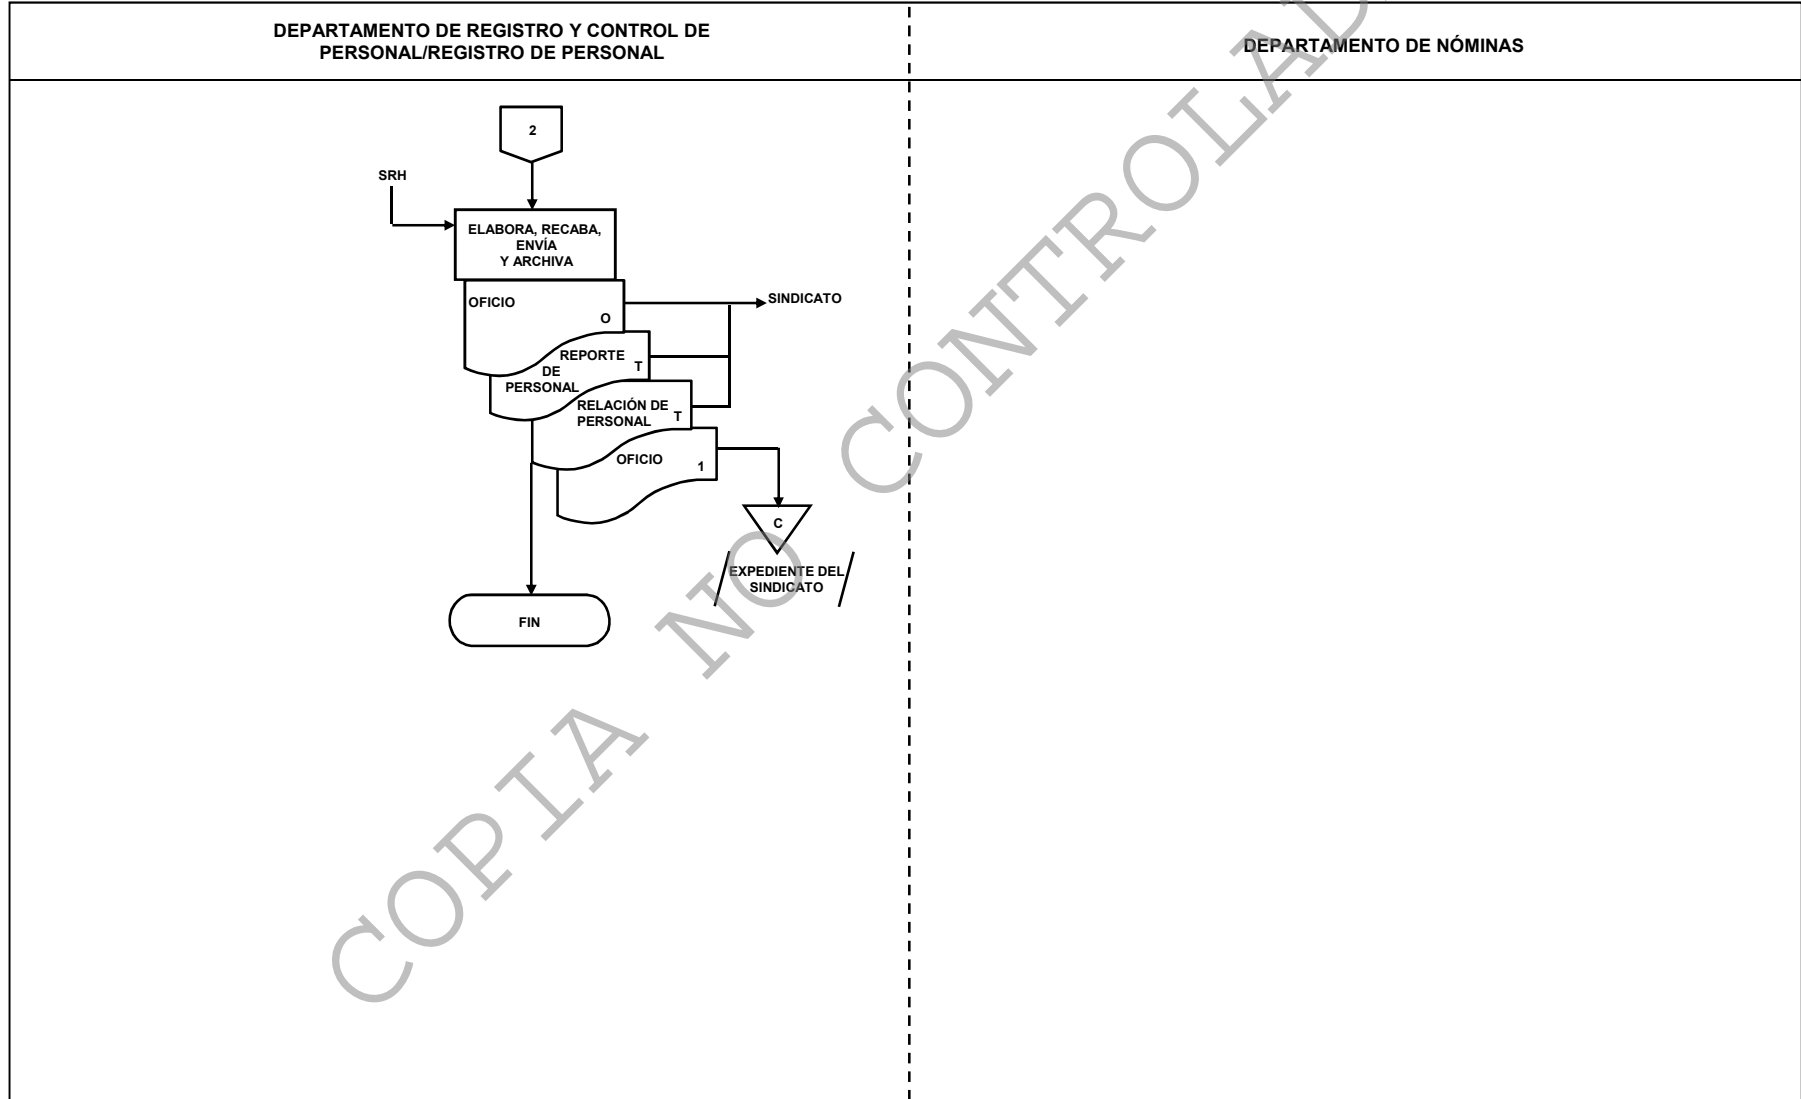 DEPARTAMENTO DE REGISTRO Y CONTROL DE
PERSONAL/REGISTRO DE PERSONAL
DEPARTAMENTO DE NÓMINAS
2
SRH
ELABORA, RECABA,
ENVÍA
Y ARCHIVA
OFICIO
O
SINDICATO
REPORTE
DE
PERSONAL
T
RELACIÓN DE
PERSONAL
T
OFICIO
1
C
EXPEDIENTE DEL
SINDICATO
FIN
COPIA NO CONTROLAD